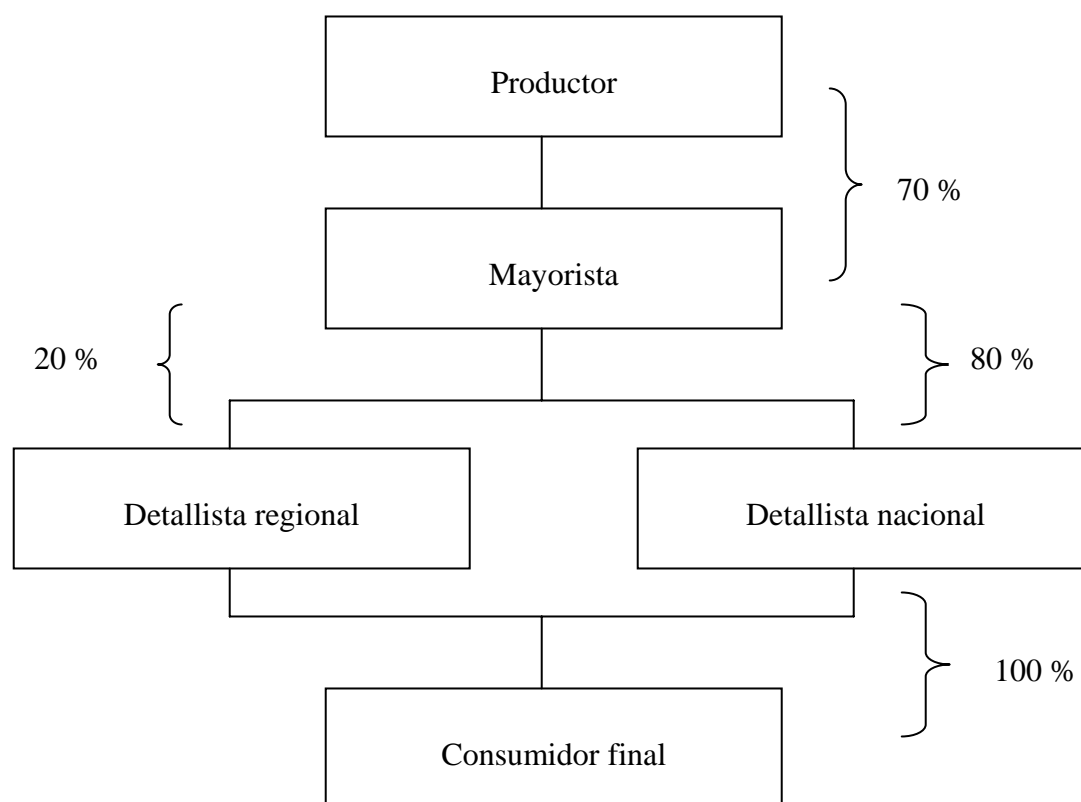 Productor
70 %
Mayorista
20 %
80 %
Detallista regional
Detallista nacional
100 %
Consumidor final